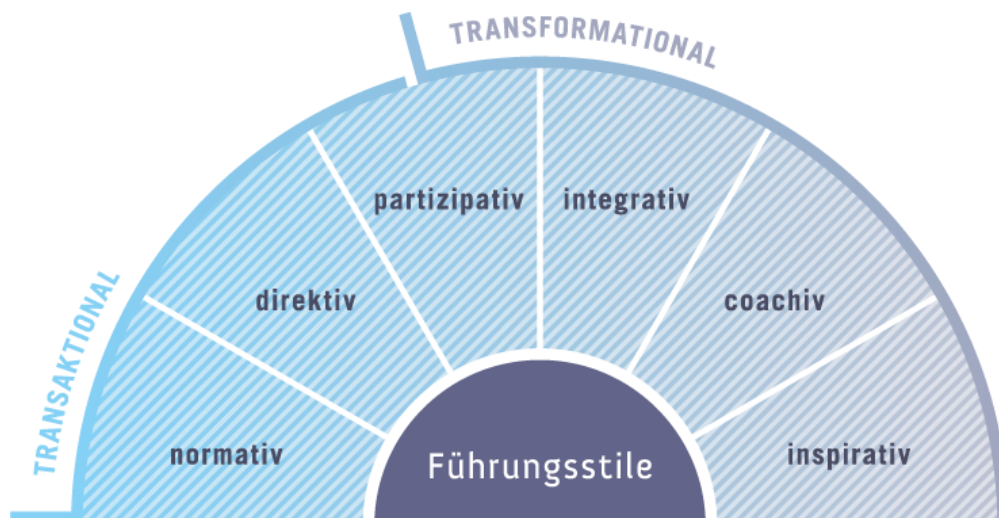 TRANSFORMATIONAL
TRANSAKTIONAL
partizipativ
integrativ
direktiv
coachiv
normativ
inspirativ
Führungsstile